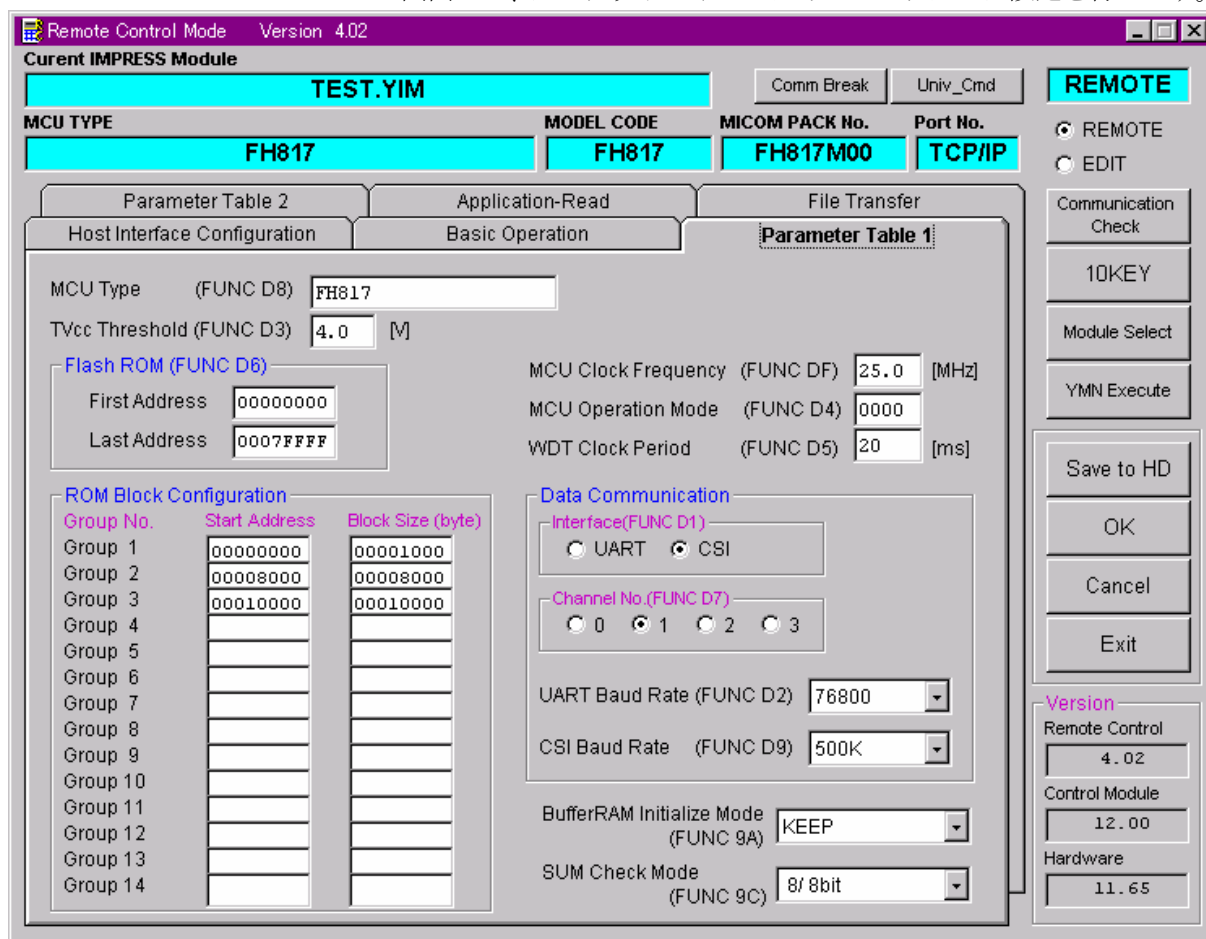 Remote Control Mode Version 4.02
Curent IMPRESS Module
TEST.YIM
Comm Break
Univ_Cmd
REMOTE
MCU TYPE
MODEL CODE
MICOM PACK No.
Port No.
FH817
FH817
FH817M00
TCP/IP
REMOTE
EDIT
Parameter Table 2
Application-Read
File Transfer
Host Interface Configuration
Basic Operation
Parameter Table 1
Communication
Check
10KEY
Module Select
YMN Execute
Save to HD
OK
Cancel
Exit
MCU Type (FUNC D8) FH817
TVcc Threshold (FUNC D3) 4.0 [V]
Flash ROM (FUNC D6)
First Address 00000000
Last Address 0007FFFF
MCU Clock Frequency (FUNC DF) 25.0 [MHz]
MCU Operation Mode (FUNC D4) 0000
WDT Clock Period (FUNC D5) 20 [ms]
ROM Block Configuration
Group No. Start Address Block Size (byte)
Group 1 00000000 00001000
Group 2 00008000 00008000
Group 3 00010000 00010000
Group 4
Group 5
Group 6
Group 7
Group 8
Group 9
Group 10
Group 11
Group 12
Group 13
Group 14
Data Communication
Interface(FUNC D1)
UART CSI
Channel No.(FUNC D7)
0 1 2 3
UART Baud Rate (FUNC D2) 76800
CSI Baud Rate (FUNC D9) 500K
BufferRAM Initialize Mode
(FUNC 9A) KEEP
SUM Check Mode
(FUNC 9C) 8/ 8bit
Version
Remote Control
4.02
Control Module
12.00
Hardware
11.65